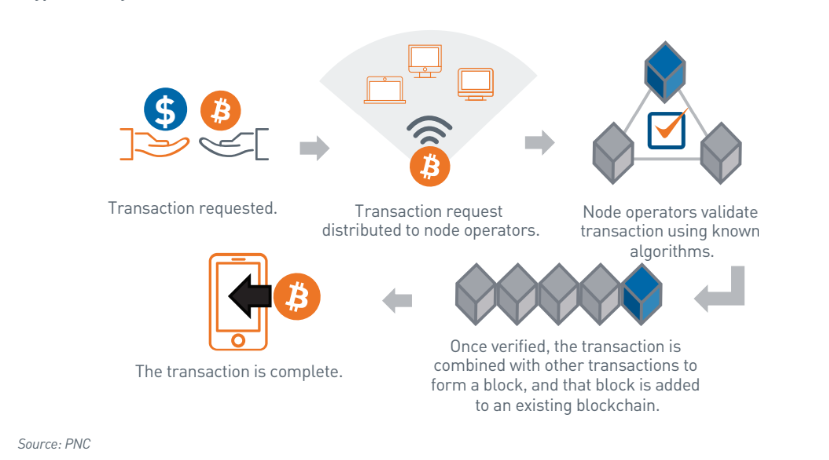 Transaction requested.
Transaction request
distributed to node operators.
Node operators validate
transaction using known
algorithms.
Once verified, the transaction is
combined with other transactions to
form a block, and that block is added
to an existing blockchain.
The transaction is complete.
Source: PNC